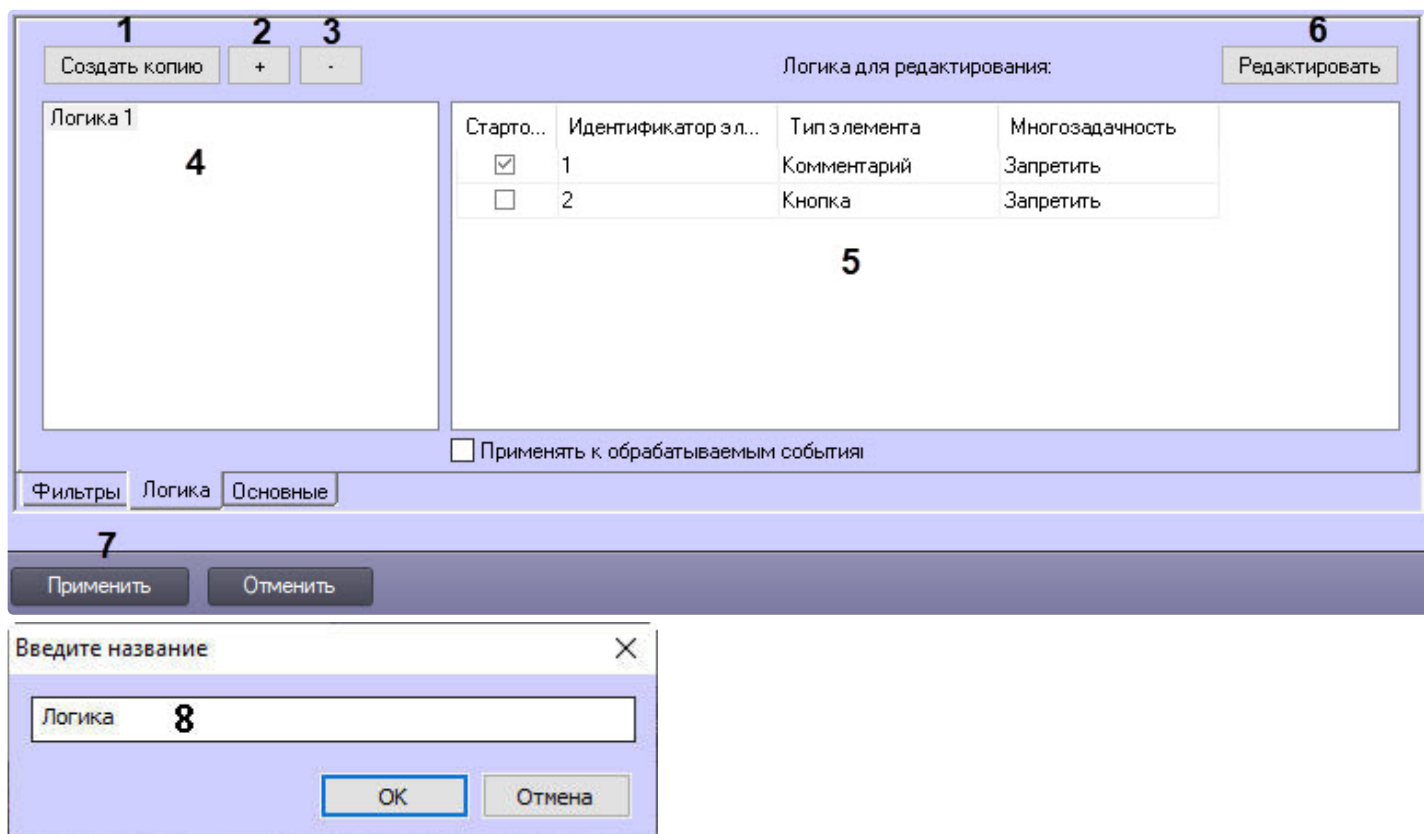 1 2 3 6
Создать копию + - Логика для редактирования: Редактировать
Логика 1 Старто... Идентификатор эл... Тип элемента Многозадачность
4 1 Комментарий Запретить
2 Кнопка Запретить
5
Применять к обрабатываемым события
Фильтры Логика Основные
7
Применить Отменить
Введите название
Логика 8
OK Отмена